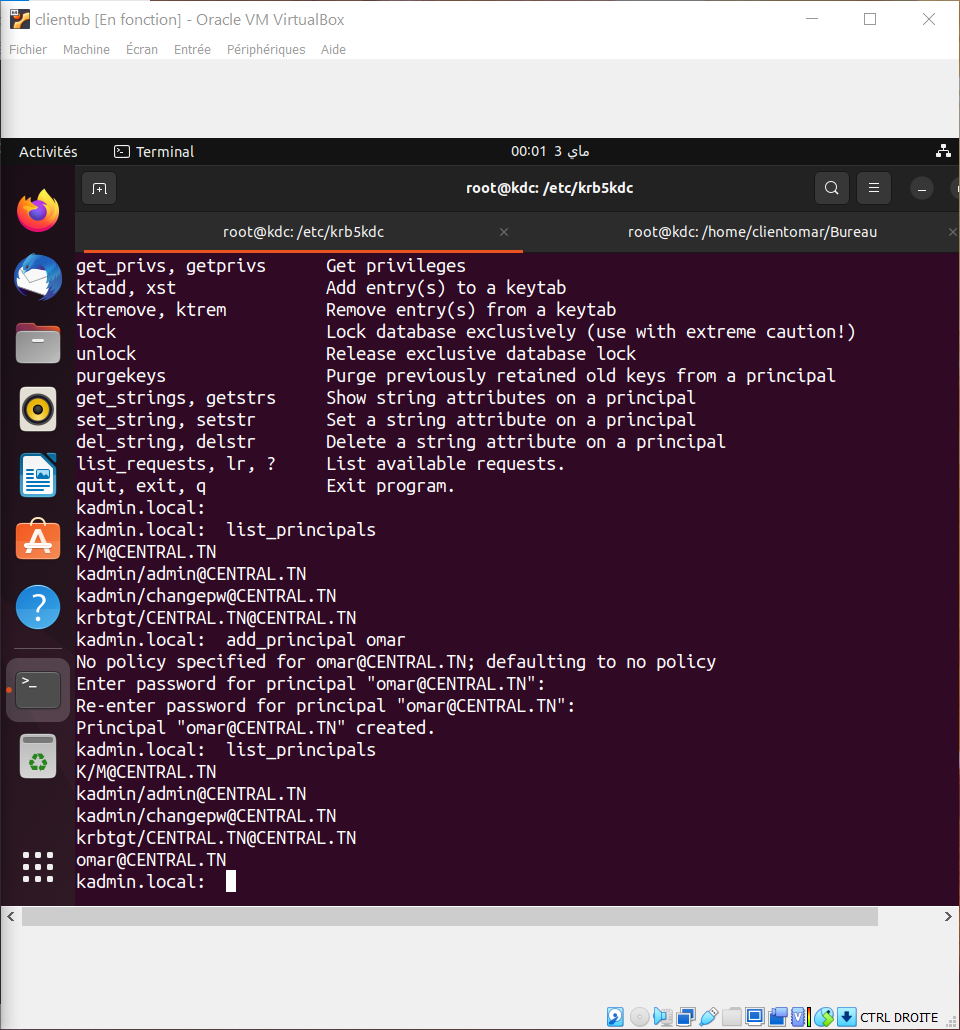 clientub [En fonction] - Oracle VM VirtualBox
Fichier Machine Écran Entrée Périphériques Aide
Activités Terminal 00:01 3 ماي
root@kdc: /etc/krb5kdc
root@kdc: /etc/krb5kdc root@kdc: /home/clientomar/Bureau
get_privs, getprivs Get privileges
ktadd, xst Add entry(s) to a keytab
ktremove, ktrem Remove entry(s) from a keytab
lock Lock database exclusively (use with extreme caution!)
unlock Release exclusive database lock
purgekeys Purge previously retained old keys from a principal
get_strings, getstrs Show string attributes on a principal
set_string, setstr Set a string attribute on a principal
del_string, delstr Delete a string attribute on a principal
list_requests, lr, ? List available requests.
quit, exit, q Exit program.
kadmin.local:
kadmin.local: list_principals
K/M@CENTRAL.TN
kadmin/admin@CENTRAL.TN
kadmin/changepw@CENTRAL.TN
krbtgt/CENTRAL.TN@CENTRAL.TN
kadmin.local: add_principal omar
No policy specified for omar@CENTRAL.TN; defaulting to no policy
Enter password for principal "omar@CENTRAL.TN":
Re-enter password for principal "omar@CENTRAL.TN":
Principal "omar@CENTRAL.TN" created.
kadmin.local: list_principals
K/M@CENTRAL.TN
kadmin/admin@CENTRAL.TN
kadmin/changepw@CENTRAL.TN
krbtgt/CENTRAL.TN@CENTRAL.TN
omar@CENTRAL.TN
kadmin.local:
CTRL DROITE